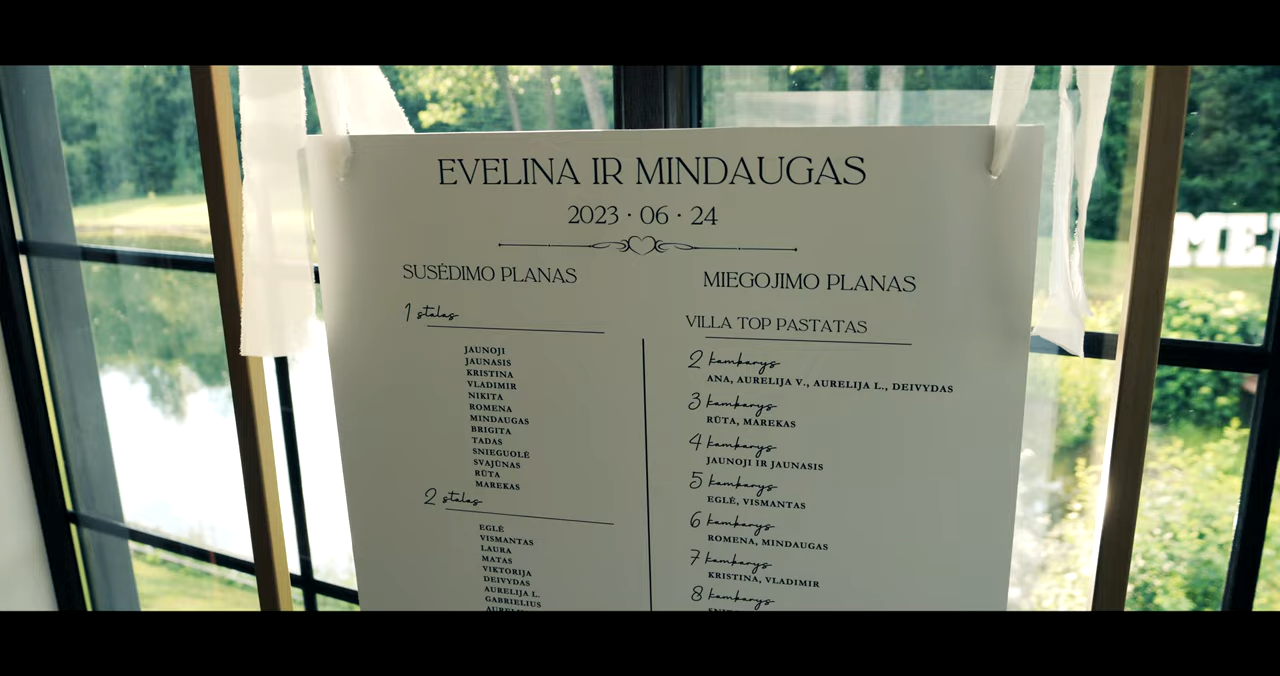 EVELINA IR MINDAUGAS
2023 · 06 · 24
SUSĖDIMO PLANAS
1 stalas
JAUNOJI
JAUNASIS
KRISTINA
VLADIMIR
NIKITA
ROMENA
MINDAUGAS
BRIGITA
TADAS
SNIEGUOLĖ
SVAJŪNAS
RŪTA
MAREKAS
2 stalas
EGLĖ
VISMANTAS
LAURA
MATAS
VIKTORIJA
DEIVYDAS
AURELIJA L.
GABRIELIUS
MIEGOJIMO PLANAS
VILLA TOP PASTATAS
2 kambarys
ANA, AURELIJA V., AURELIJA L., DEIVYDAS
3 kambarys
RŪTA, MAREKAS
4 kambarys
JAUNOJI IR JAUNASIS
5 kambarys
EGLĖ, VISMANTAS
6 kambarys
ROMENA, MINDAUGAS
7 kambarys
KRISTINA, VLADIMIR
8 kambarys